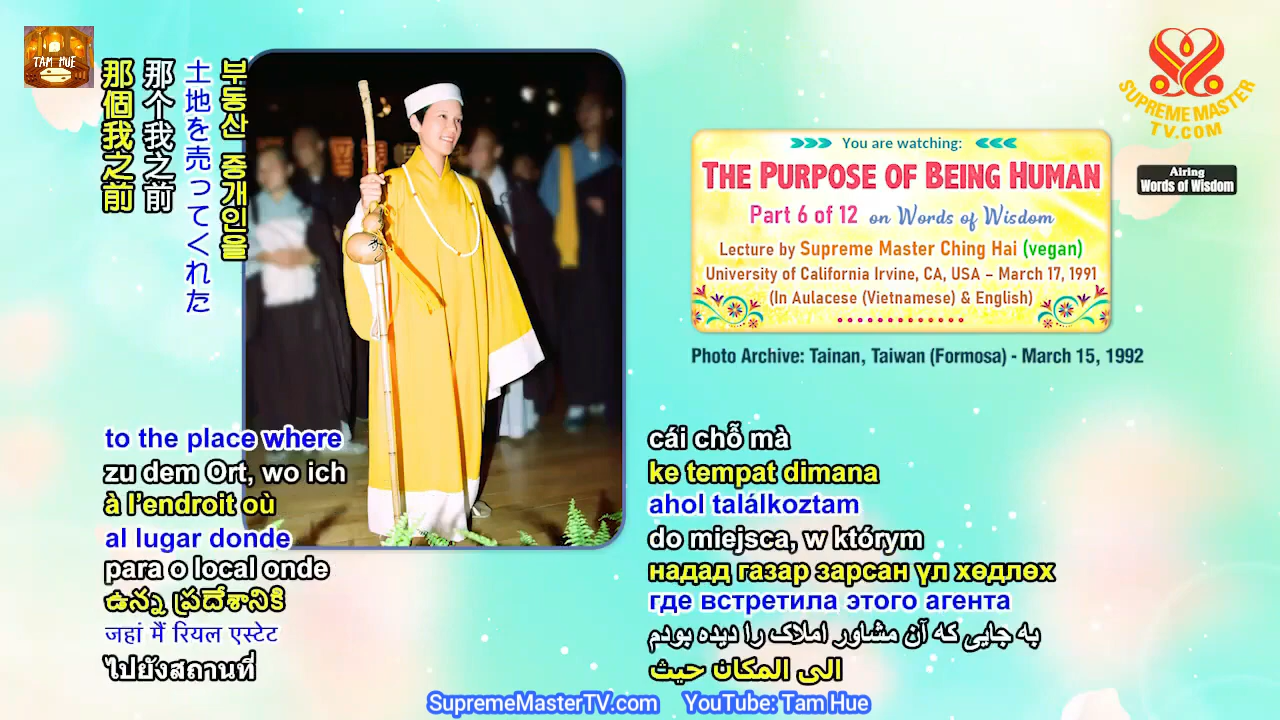 TAM HUE
那個我之前
那个我之前
土地を売ってくれた
부동산 중개인을
SUPREME MASTER
TV.COM
Airing
Words of Wisdom
You are watching:
THE PURPOSE OF BEING HUMAN
Part 6 of 12 on Words of Wisdom
Lecture by Supreme Master Ching Hai (vegan)
University of California Irvine, CA, USA – March 17, 1991
(In Aulacese (Vietnamese) & English)
Photo Archive: Tainan, Taiwan (Formosa) - March 15, 1992
to the place where
zu dem Ort, wo ich
à l'endroit où
al lugar donde
para o local onde
ఉన్న ప్రదేశానికి
जहां मैं रियल एस्टेट
ไปยังสถานที่
cái chỗ mà
ke tempat dimana
ahol találkoztam
do miejsca, w którym
надад газар зарсан үл хөдлөх
где встретила этого агента
به جایی که آن مشاور املاک را دیده بودم
الى المكان حيث
SupremeMasterTV.com YouTube: Tam Hue